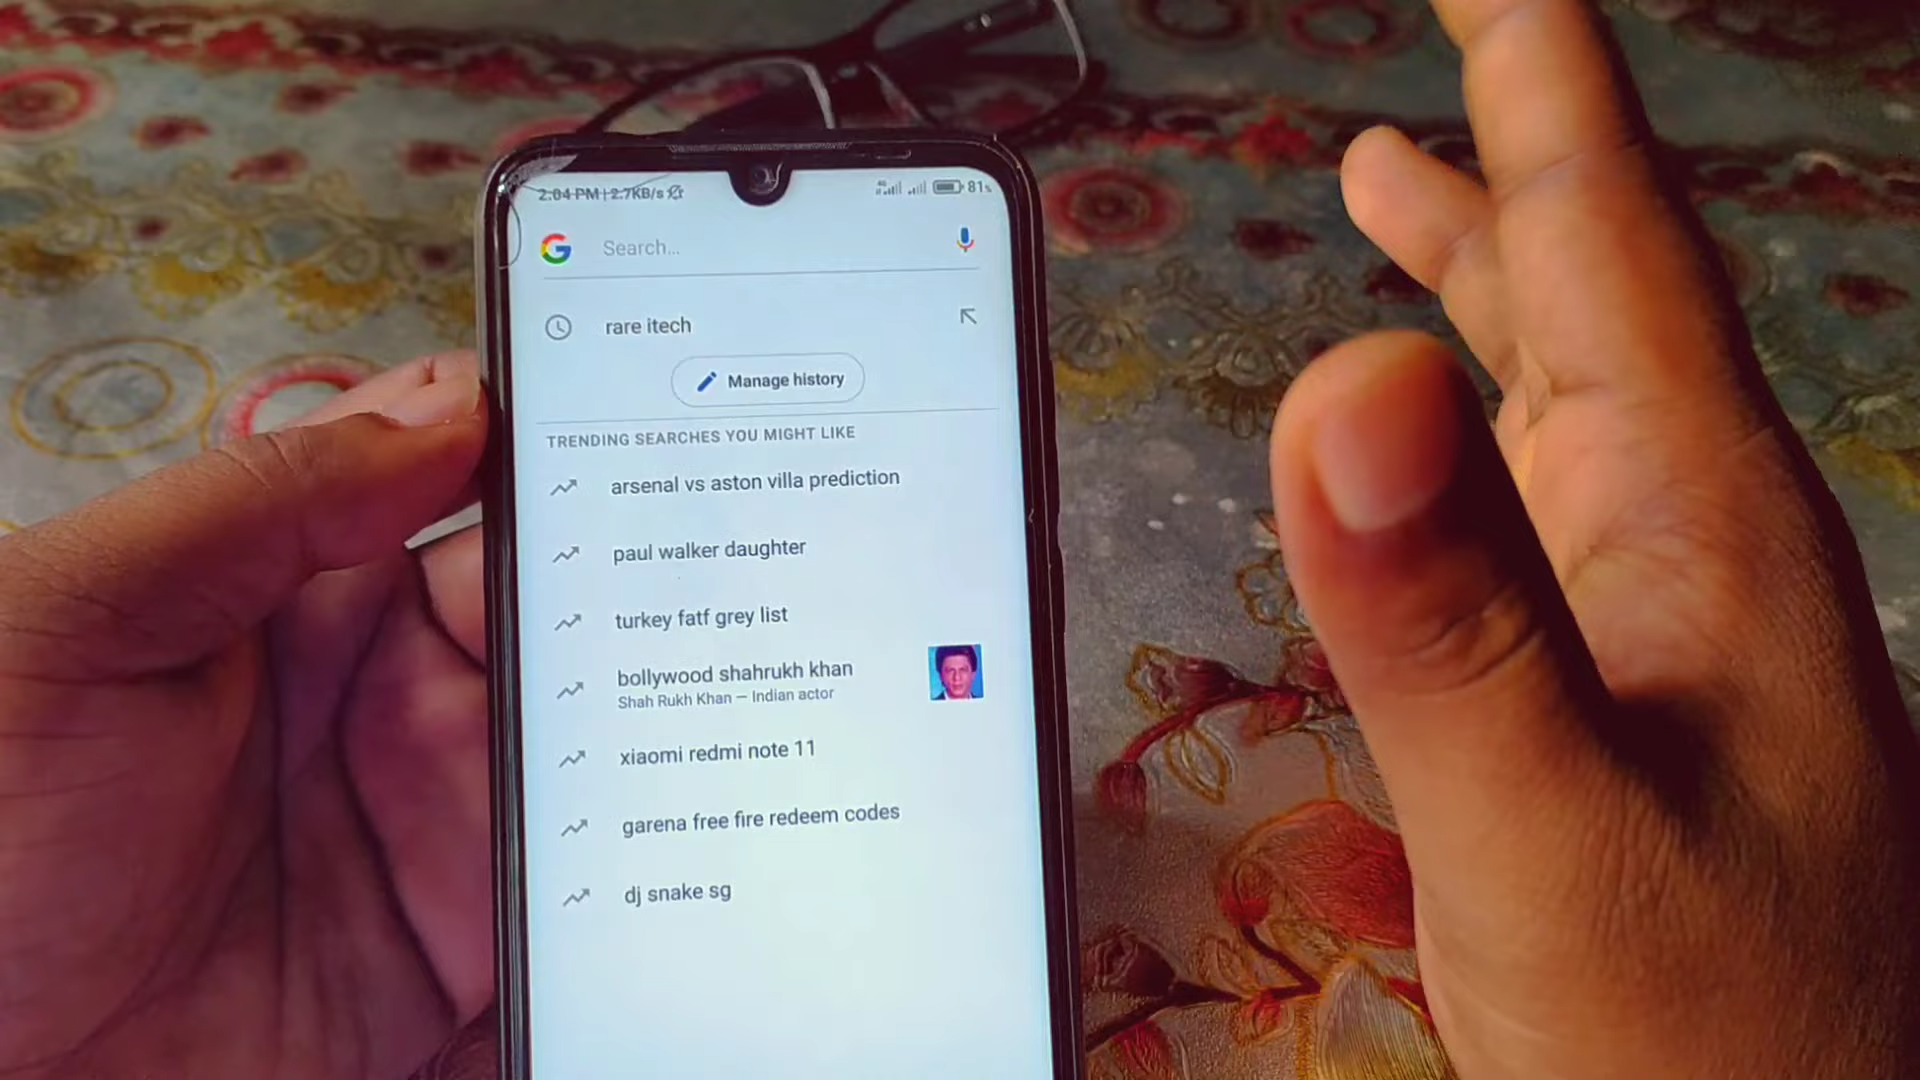 2:04 PM | 2.7KB/s
81%
Search...
rare itech
Manage history
TRENDING SEARCHES YOU MIGHT LIKE
arsenal vs aston villa prediction
paul walker daughter
turkey fatf grey list
bollywood shahrukh khan
Shah Rukh Khan — Indian actor
xiaomi redmi note 11
garena free fire redeem codes
dj snake sg